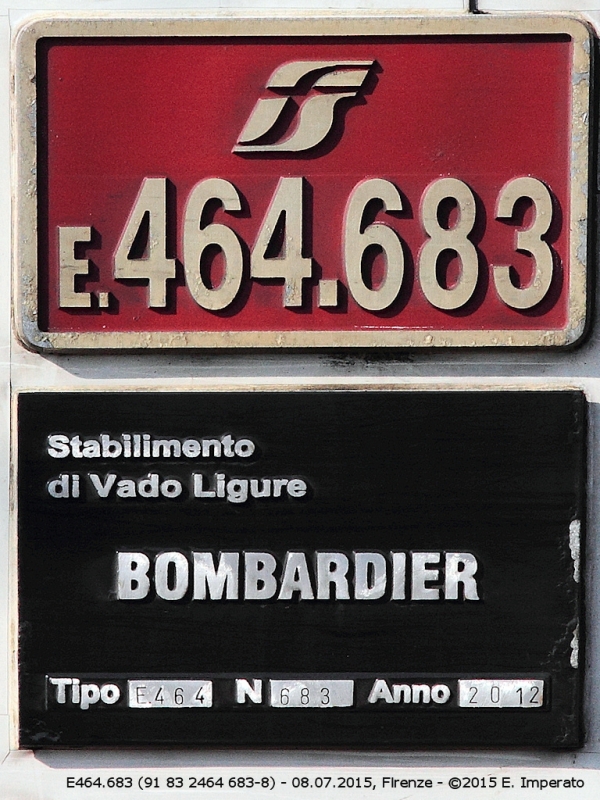 E.464.683
Stabilimento
di Vado Ligure
BOMBARDIER
Tipo E464 N 683 Anno 2012
E464.683 (91 83 2464 683-8) - 08.07.2015, Firenze - ©2015 E. Imperato